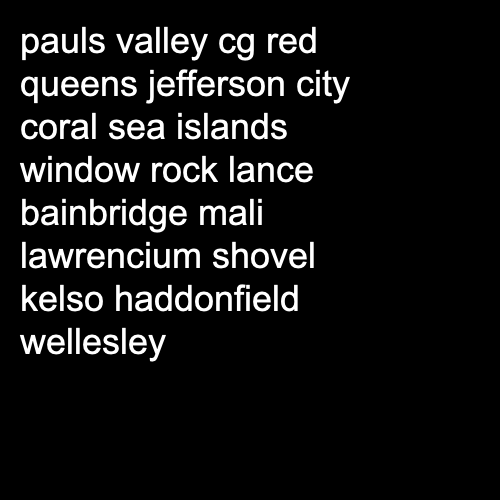 pauls valley cg red
queens jefferson city
coral sea islands
window rock lance
bainbridge mali
lawrencium shovel
kelso haddonfield
wellesley